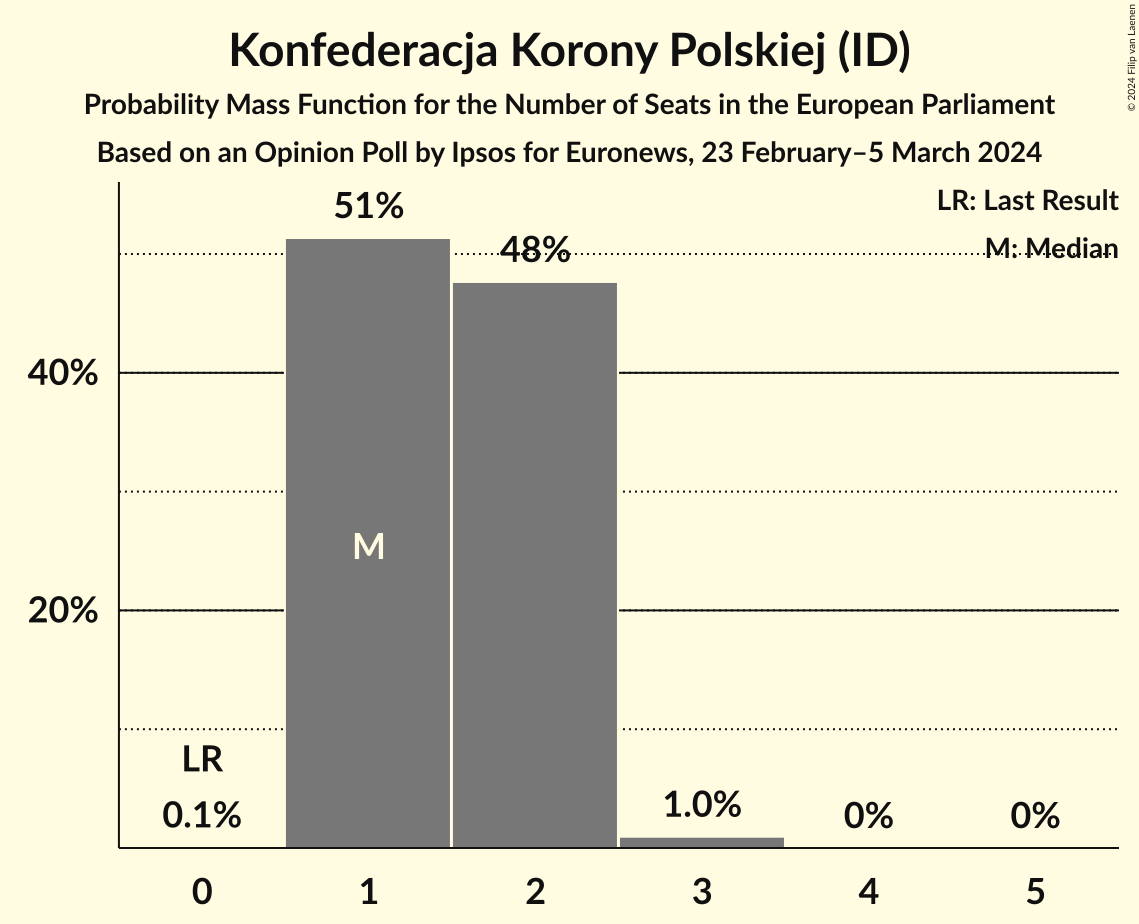 Konfederacja Korony Polskiej (ID)
Probability Mass Function for the Number of Seats in the European Parliament
Based on an Opinion Poll by Ipsos for Euronews, 23 February–5 March 2024
© 2024 Filip van Laenen
LR: Last Result
M: Median
51%
48%
40%
M
20%
LR
0.1%
1.0%
0%
0%
0
1
2
3
4
5